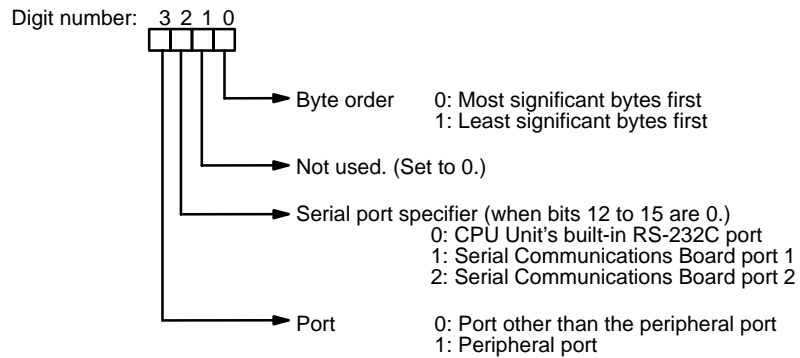 Digit number: 3 2 1 0
Byte order 0: Most significant bytes first
1: Least significant bytes first
Not used. (Set to 0.)
Serial port specifier (when bits 12 to 15 are 0.)
0: CPU Unit's built-in RS-232C port
1: Serial Communications Board port 1
2: Serial Communications Board port 2
Port 0: Port other than the peripheral port
1: Peripheral port